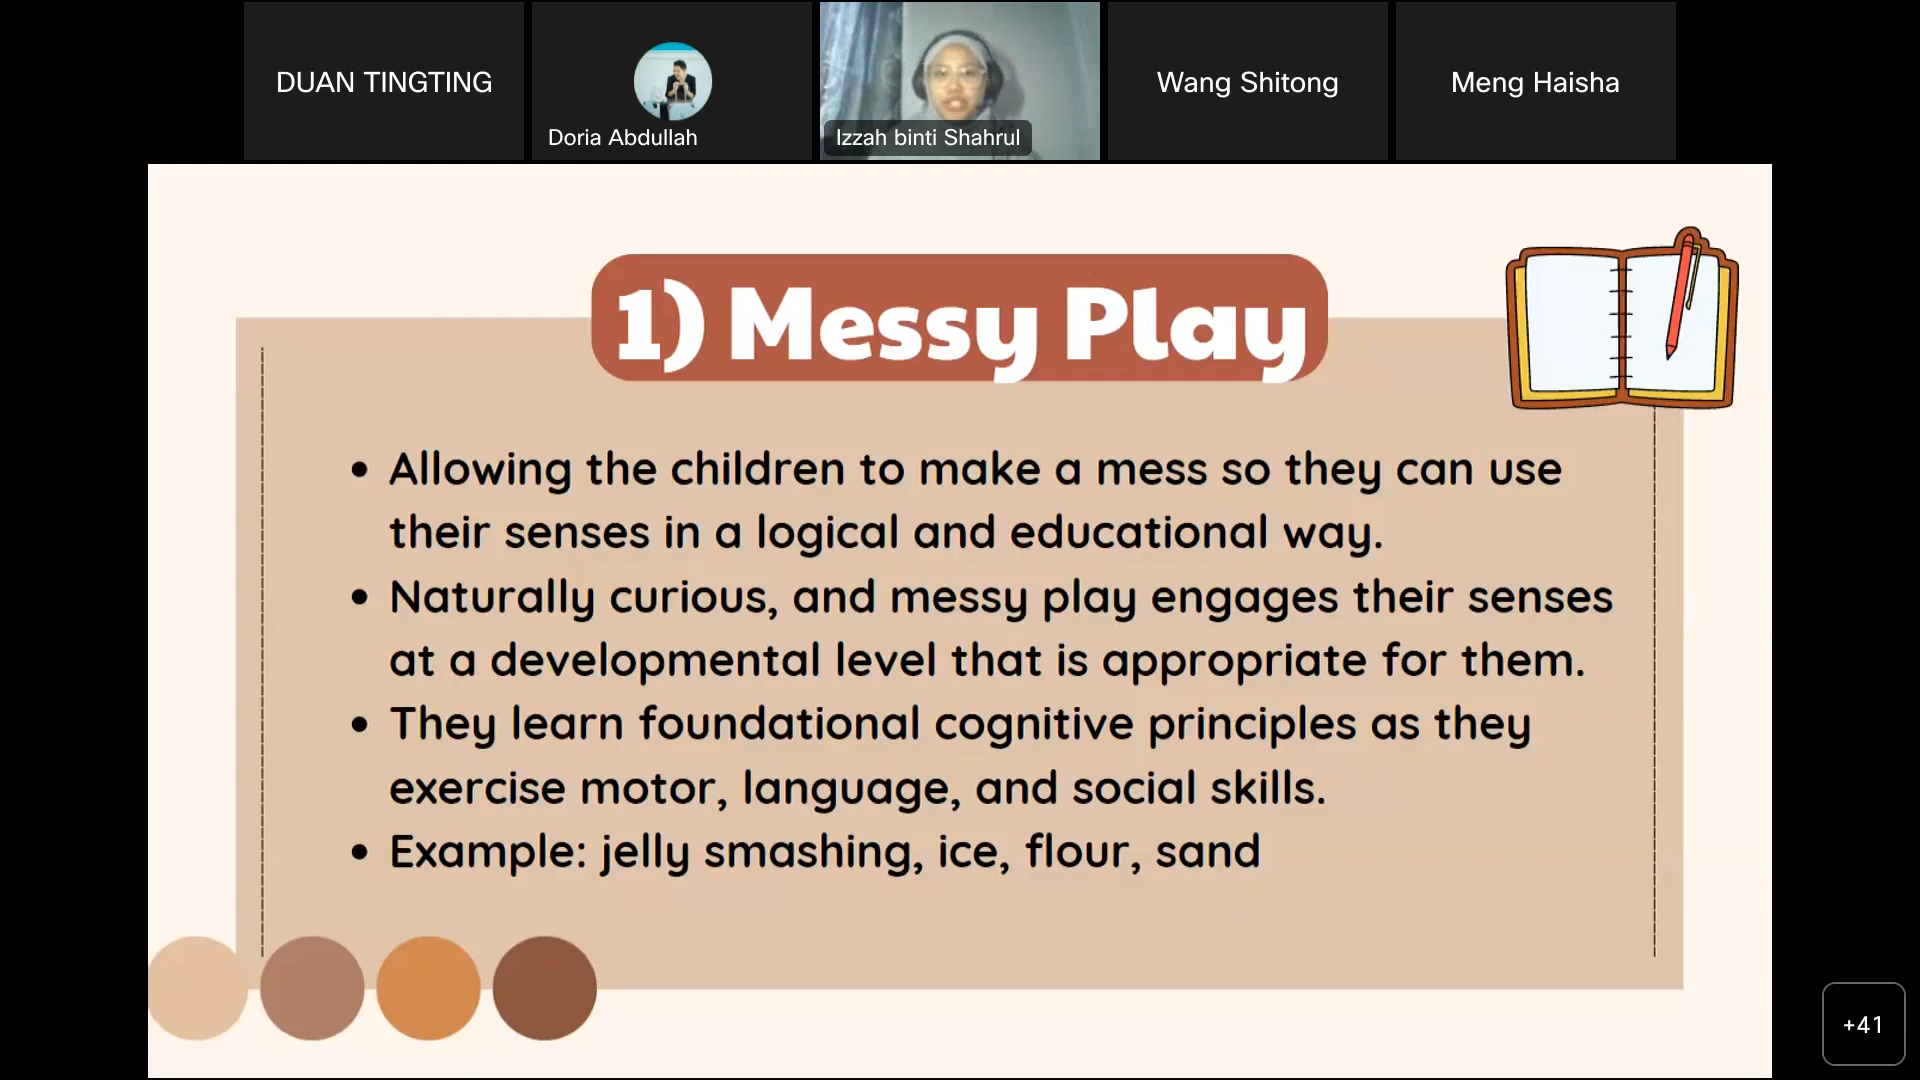 DUAN TINGTING
Doria Abdullah
Izzah binti Shahrul
Wang Shitong
Meng Haisha
1) Messy Play
• Allowing the children to make a mess so they can use
their senses in a logical and educational way.
• Naturally curious, and messy play engages their senses
at a developmental level that is appropriate for them.
• They learn foundational cognitive principles as they
exercise motor, language, and social skills.
• Example: jelly smashing, ice, flour, sand
+41